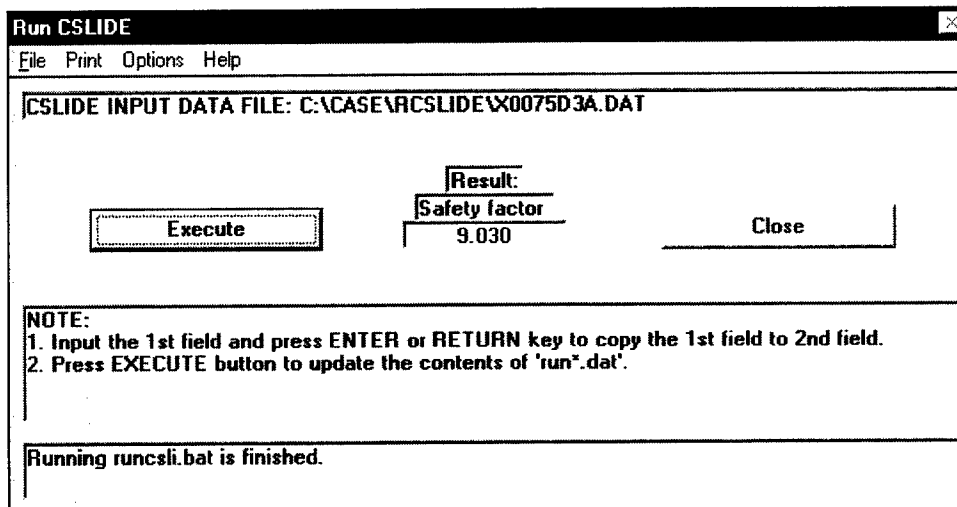 Run CSLIDE
File Print Options Help
CSLIDE INPUT DATA FILE: C:\CASE\RCSLIDE\X0075D3A.DAT
Result:
Safety factor
Execute
9.030
Close
NOTE:
1. Input the 1st field and press ENTER or RETURN key to copy the 1st field to 2nd field.
2. Press EXECUTE button to update the contents of 'run*.dat'.
Running runcsli.bat is finished.